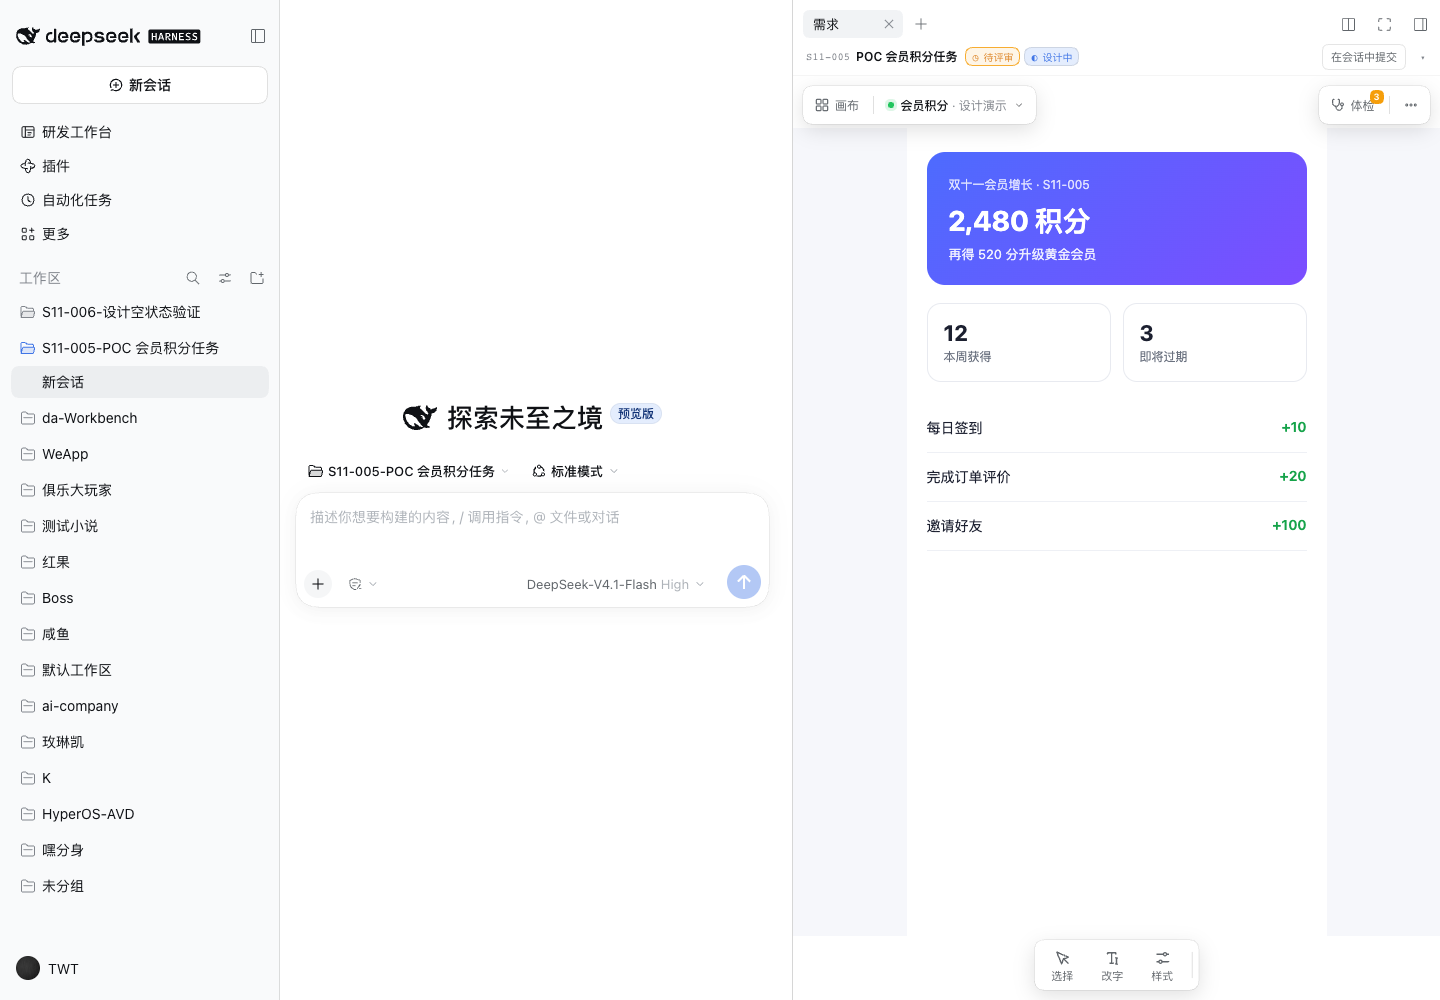 deepseek HARNESS
新会话
研发工作台
插件
自动化任务
更多
工作区
S11-006-设计空状态验证
S11-005-POC 会员积分任务
新会话
da-Workbench
WeApp
俱乐大玩家
测试小说
红果
Boss
咸鱼
默认工作区
ai-company
玫琳凯
K
HyperOS-AVD
嘿分身
未分组
TWT
探索未至之境 预览版
S11-005-POC 会员积分任务 标准模式
描述你想要构建的内容, / 调用指令, @ 文件或对话
DeepSeek-V4.1-Flash High
需求
S11-005 POC 会员积分任务 待评审 设计中 在会话中提交
画布 会员积分 · 设计演示 体检 3
双十一会员增长 · S11-005
2,480 积分
再得 520 分升级黄金会员
12
本周获得
3
即将过期
每日签到 +10
完成订单评价 +20
邀请好友 +100
选择 改字 样式